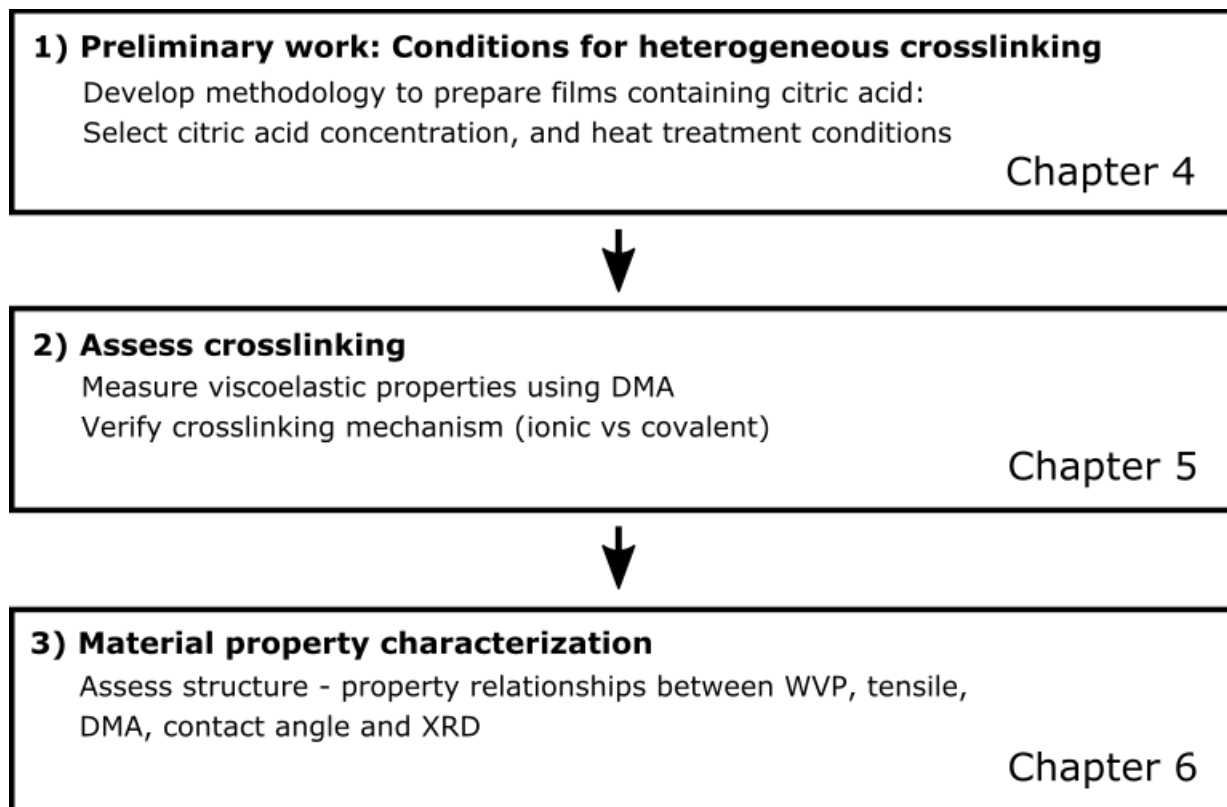 1) Preliminary work: Conditions for heterogeneous crosslinking
Develop methodology to prepare films containing citric acid:
Select citric acid concentration, and heat treatment conditions
Chapter 4
2) Assess crosslinking
Measure viscoelastic properties using DMA
Verify crosslinking mechanism (ionic vs covalent)
Chapter 5
3) Material property characterization
Assess structure - property relationships between WVP, tensile,
DMA, contact angle and XRD
Chapter 6